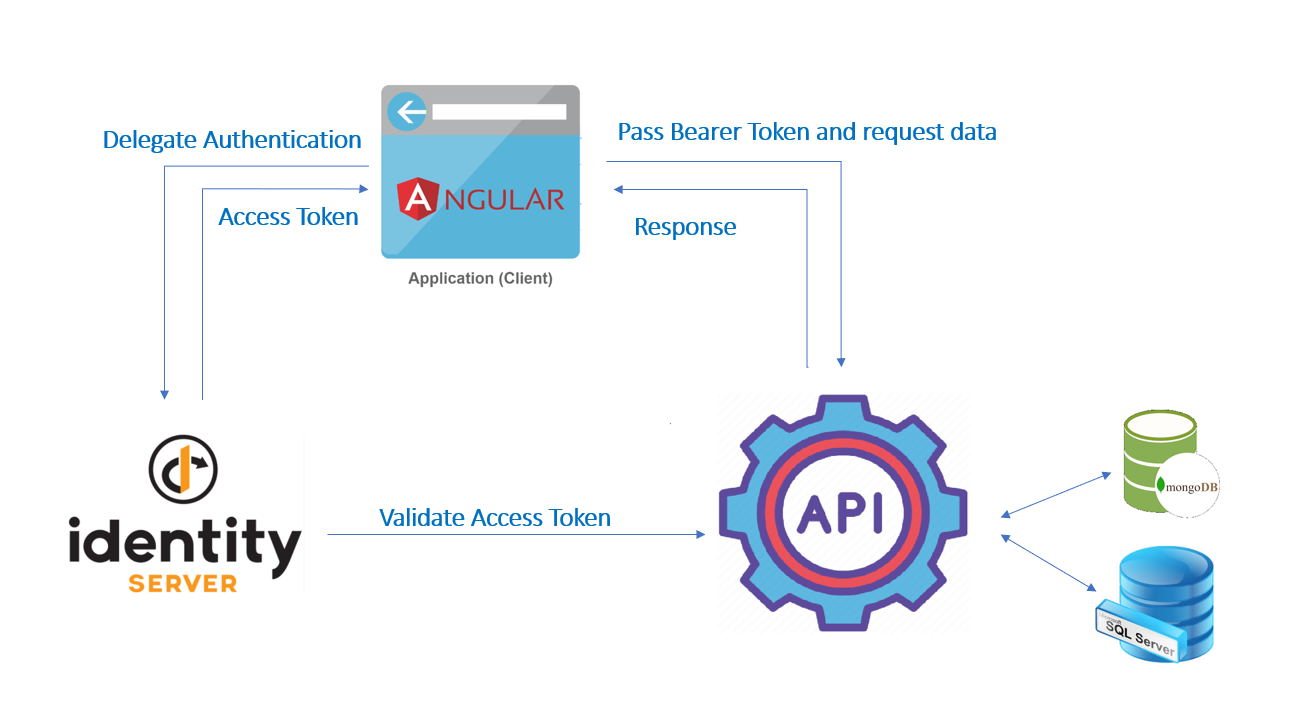 Delegate Authentication
Pass Bearer Token and request data
ANGULAR
Access Token
Response
Application (Client)
identity
SERVER
Validate Access Token
API
mongoDB
Microsoft
SQL Server